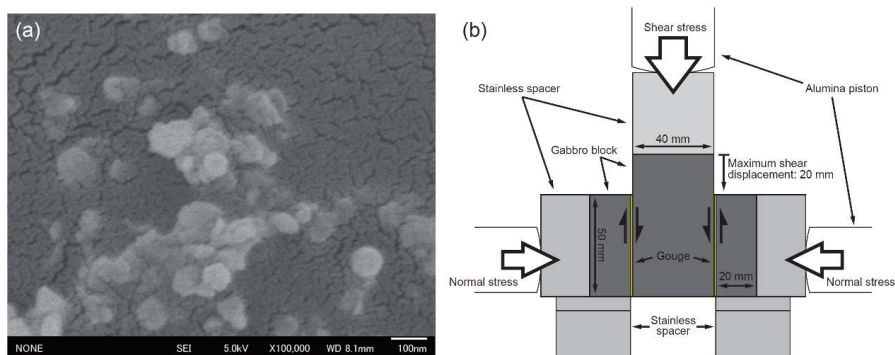 (a)
NONE SEI 5.0kV X100,000 WD 8.1mm 100nm
(b)
Shear stress
Stainless spacer
Alumina piston
40 mm
Gabbro block
Maximum shear
displacement: 20 mm
50 mm
Gouge
20 mm
Normal stress
Normal stress
Stainless
spacer